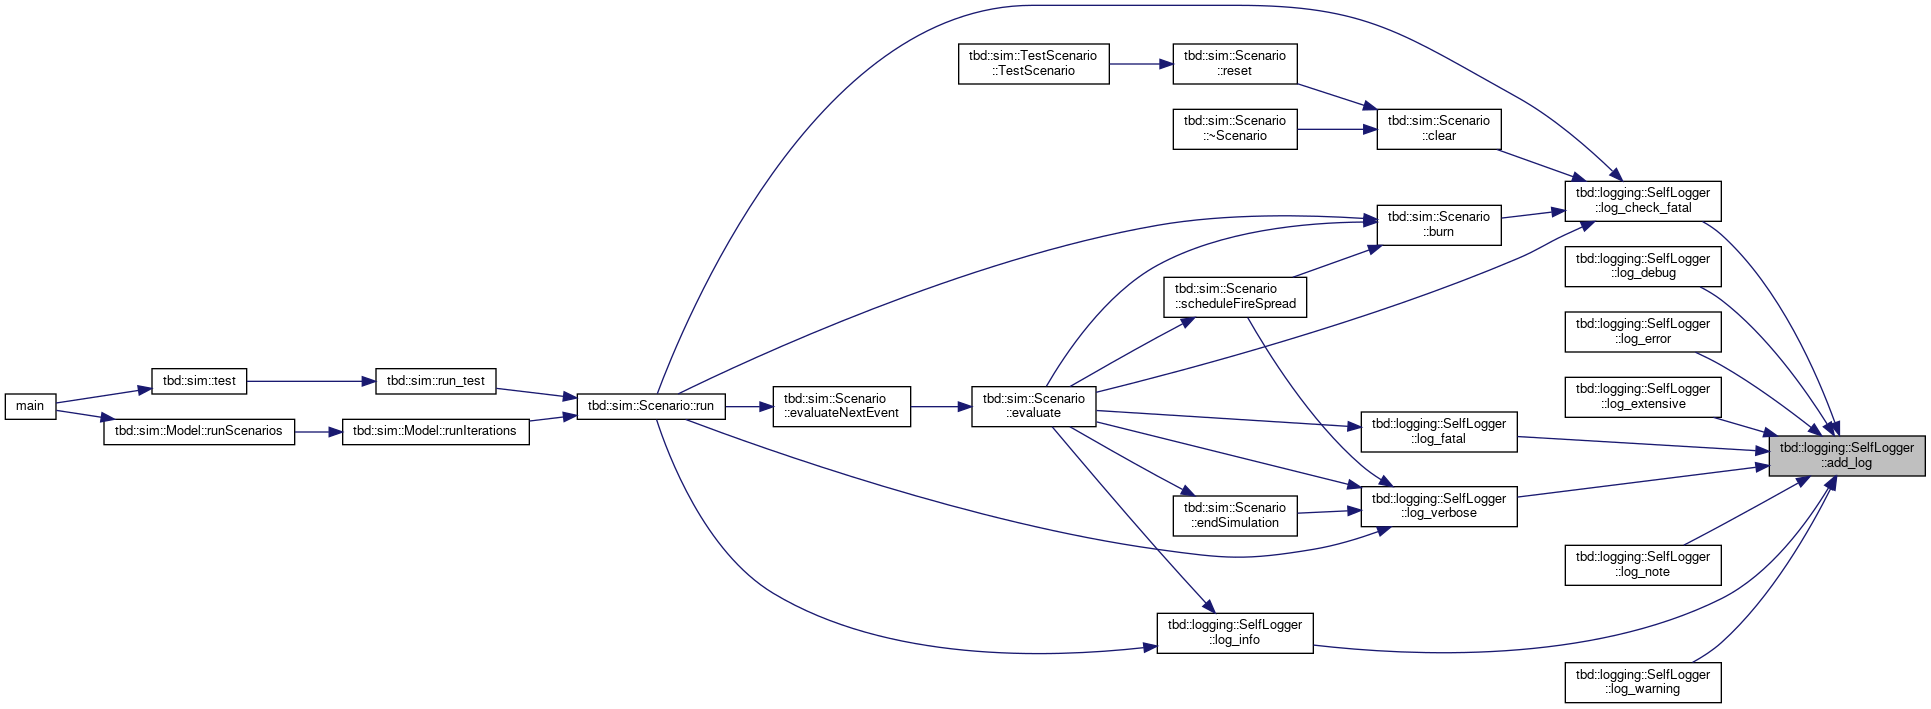 tbd::sim::TestScenario
::TestScenario
tbd::sim::Scenario
::reset
tbd::sim::Scenario
::~Scenario
tbd::sim::Scenario
::clear
tbd::logging::SelfLogger
::log_check_fatal
tbd::sim::Scenario
::burn
tbd::logging::SelfLogger
::log_debug
tbd::sim::Scenario
::scheduleFireSpread
tbd::logging::SelfLogger
::log_error
main
tbd::sim::test
tbd::sim::Model::runScenarios
tbd::sim::run_test
tbd::sim::Model::runIterations
tbd::sim::Scenario::run
tbd::sim::Scenario
::evaluateNextEvent
tbd::sim::Scenario
::evaluate
tbd::logging::SelfLogger
::log_extensive
tbd::logging::SelfLogger
::log_fatal
tbd::logging::SelfLogger
::add_log
tbd::sim::Scenario
::endSimulation
tbd::logging::SelfLogger
::log_verbose
tbd::logging::SelfLogger
::log_note
tbd::logging::SelfLogger
::log_info
tbd::logging::SelfLogger
::log_warning